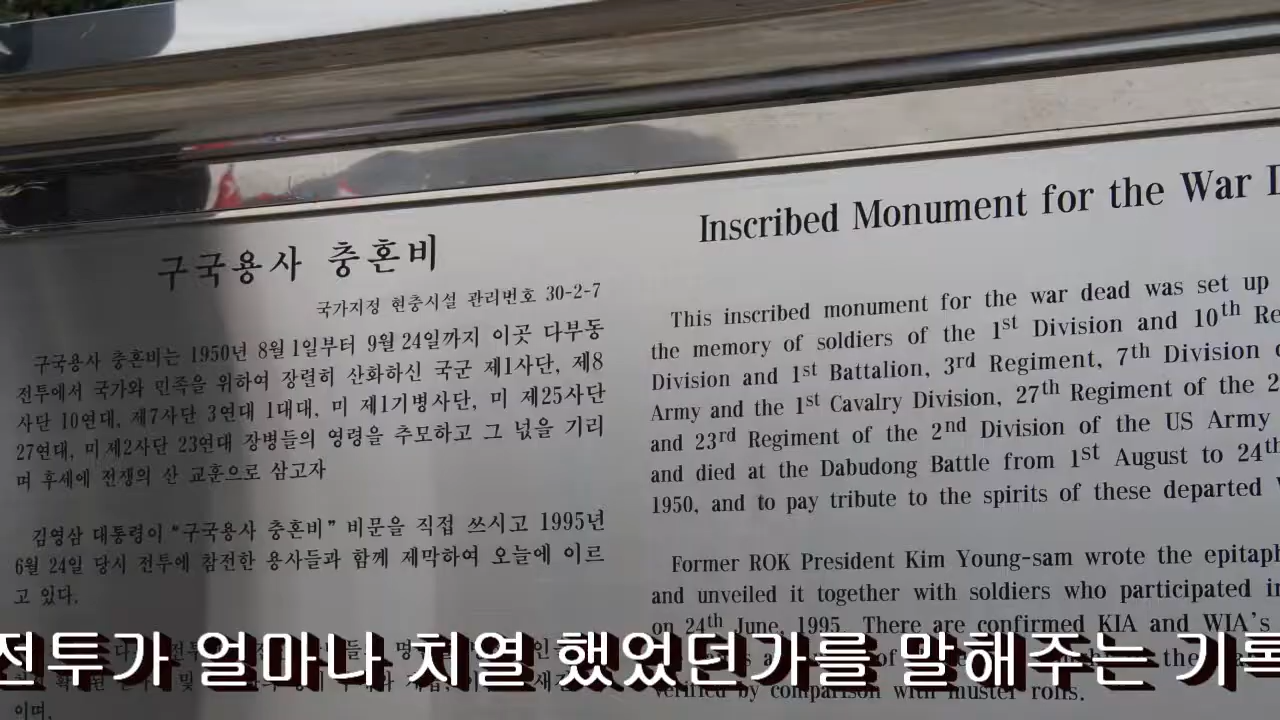 구국용사 충혼비
국가지정 현충시설 관리번호 30-2-7
구국용사 충혼비는 1950년 8월 1일부터 9월 24일까지 이곳 다부동
전투에서 국가와 민족을 위하여 장렬히 산화하신 국군 제1사단, 제8
사단 10연대, 제7사단 3연대 1대대, 미 제1기병사단, 미 제25사단
27연대, 미 제2사단 23연대 장병들의 영령을 추모하고 그 넋을 기리
며 후세에 전쟁의 산 교훈으로 삼고자
김영삼 대통령이 "구국용사 충혼비" 비문을 직접 쓰시고 1995년
6월 24일 당시 전투에 참전한 용사들과 함께 제막하여 오늘에 이르
고 있다.
이며,
Inscribed Monument for the War
This inscribed monument for the war dead was set up
the memory of soldiers of the 1st Division and 10th Re
Division and 1st Battalion, 3rd Regiment, 7th Division
Army and the 1st Cavalry Division, 27th Regiment of the 2
and 23rd Regiment of the 2nd Division of the US Army
and died at the Dabudong Battle from 1st August to 24th
1950, and to pay tribute to the spirits of these departed
Former ROK President Kim Young-sam wrote the epitaph
and unveiled it together with soldiers who participated in
on 24th June, 1995. There are confirmed KIA and WIA's
verified by comparison with muster rolls.
전투가 얼마나 치열 했었던가를 말해주는 기록